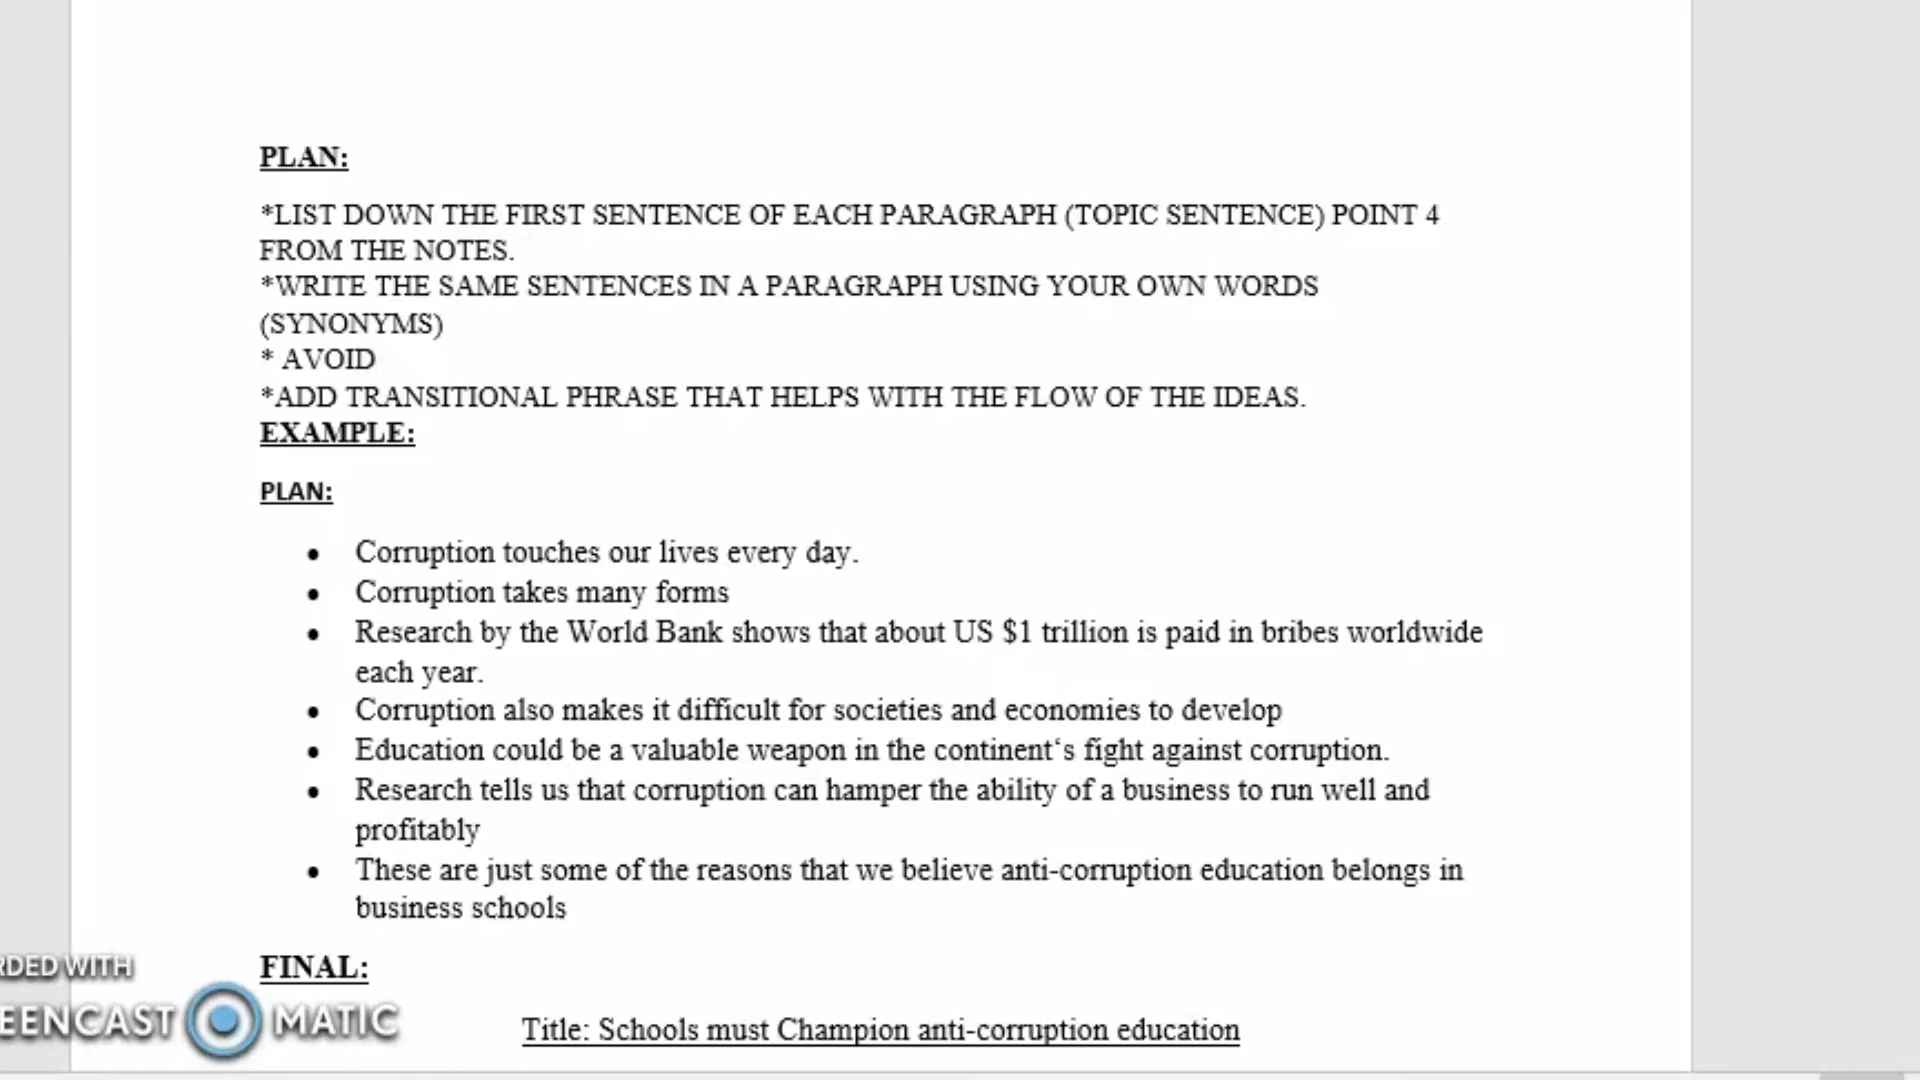 PLAN:
*LIST DOWN THE FIRST SENTENCE OF EACH PARAGRAPH (TOPIC SENTENCE) POINT 4
FROM THE NOTES.
*WRITE THE SAME SENTENCES IN A PARAGRAPH USING YOUR OWN WORDS
(SYNONYMS)
* AVOID
*ADD TRANSITIONAL PHRASE THAT HELPS WITH THE FLOW OF THE IDEAS.
EXAMPLE:
PLAN:
• Corruption touches our lives every day.
• Corruption takes many forms
• Research by the World Bank shows that about US $1 trillion is paid in bribes worldwide
each year.
• Corruption also makes it difficult for societies and economies to develop
• Education could be a valuable weapon in the continent‘s fight against corruption.
• Research tells us that corruption can hamper the ability of a business to run well and
profitably
• These are just some of the reasons that we believe anti-corruption education belongs in
business schools
FINAL:
Title: Schools must Champion anti-corruption education
RDED WITH
EENCAST MATIC